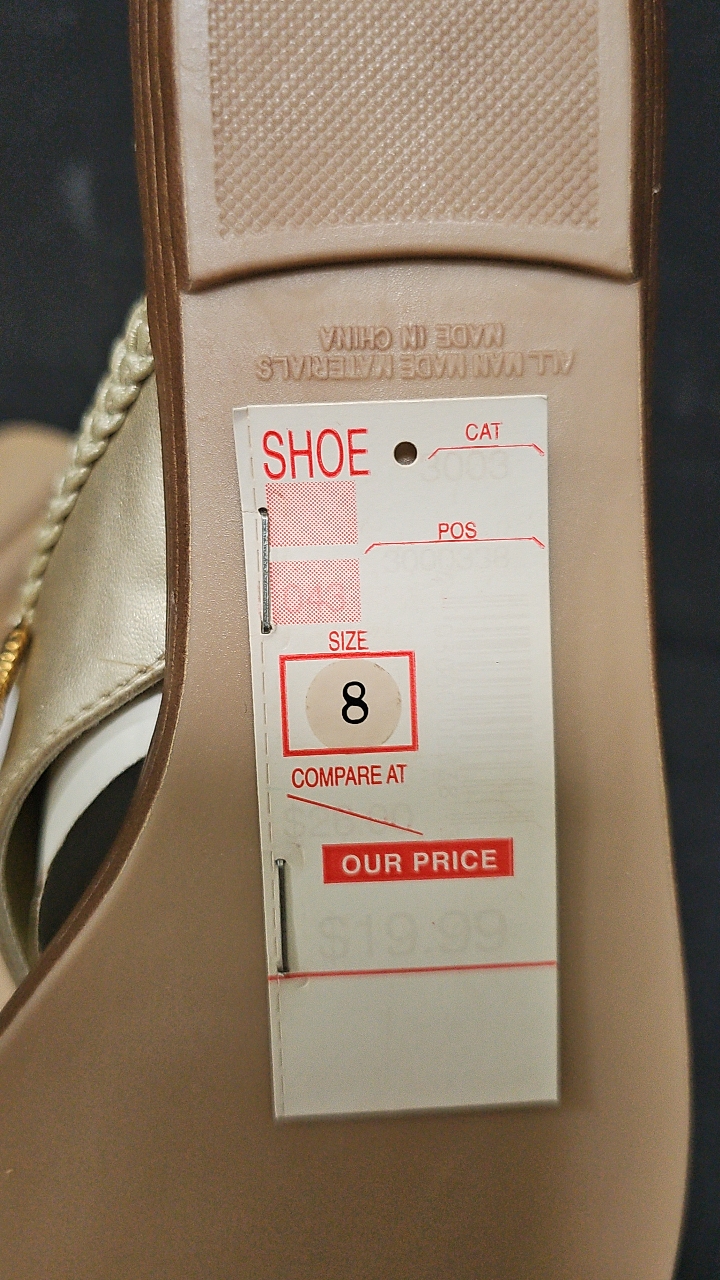 ALL MAN MADE MATERIALS
MADE IN CHINA
SHOE
CAT
3003
POS
SIZE
8
COMPARE AT
OUR PRICE
$19.99